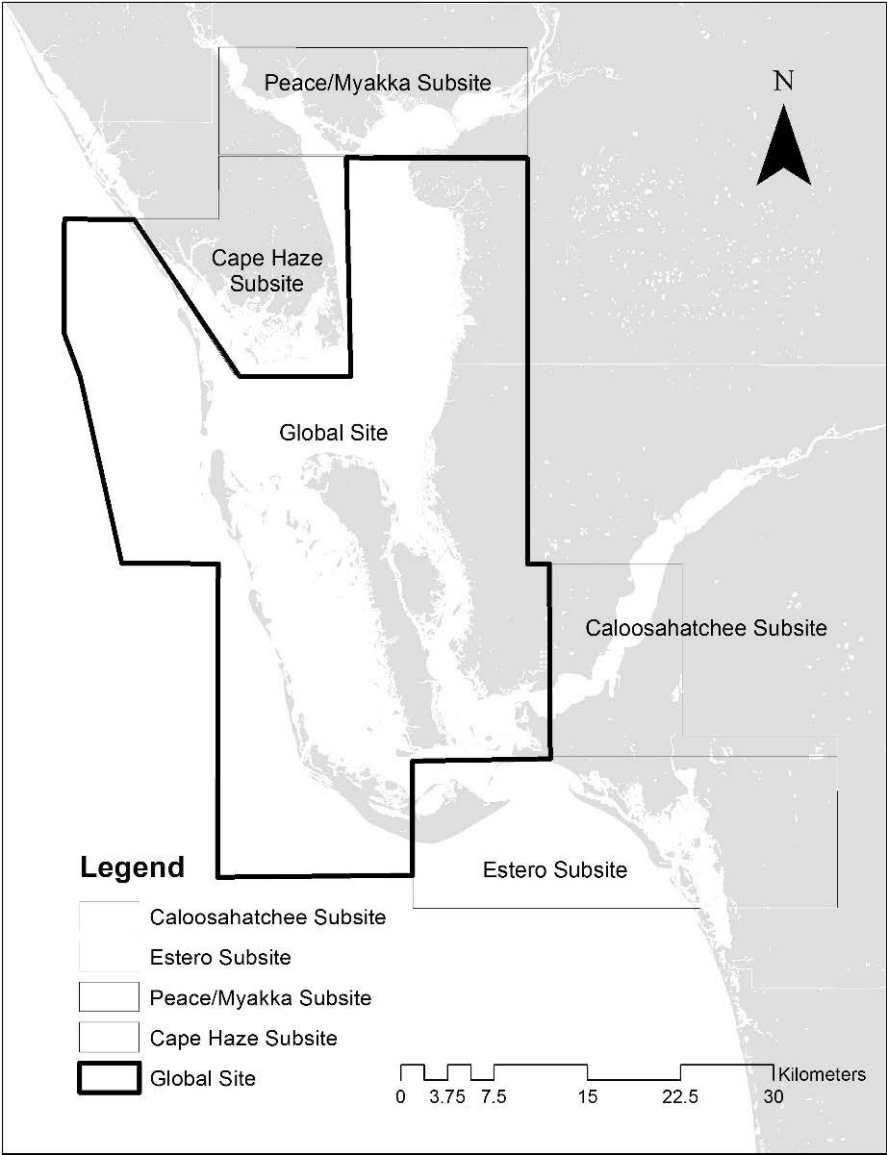 Peace/Myakka Subsite
N
Cape Haze
Subsite
Global Site
Caloosahatchee Subsite
Estero Subsite
Legend
Caloosahatchee Subsite
Estero Subsite
Peace/Myakka Subsite
Cape Haze Subsite
Global Site
Kilometers
0 3.75 7.5 15 22.5 30